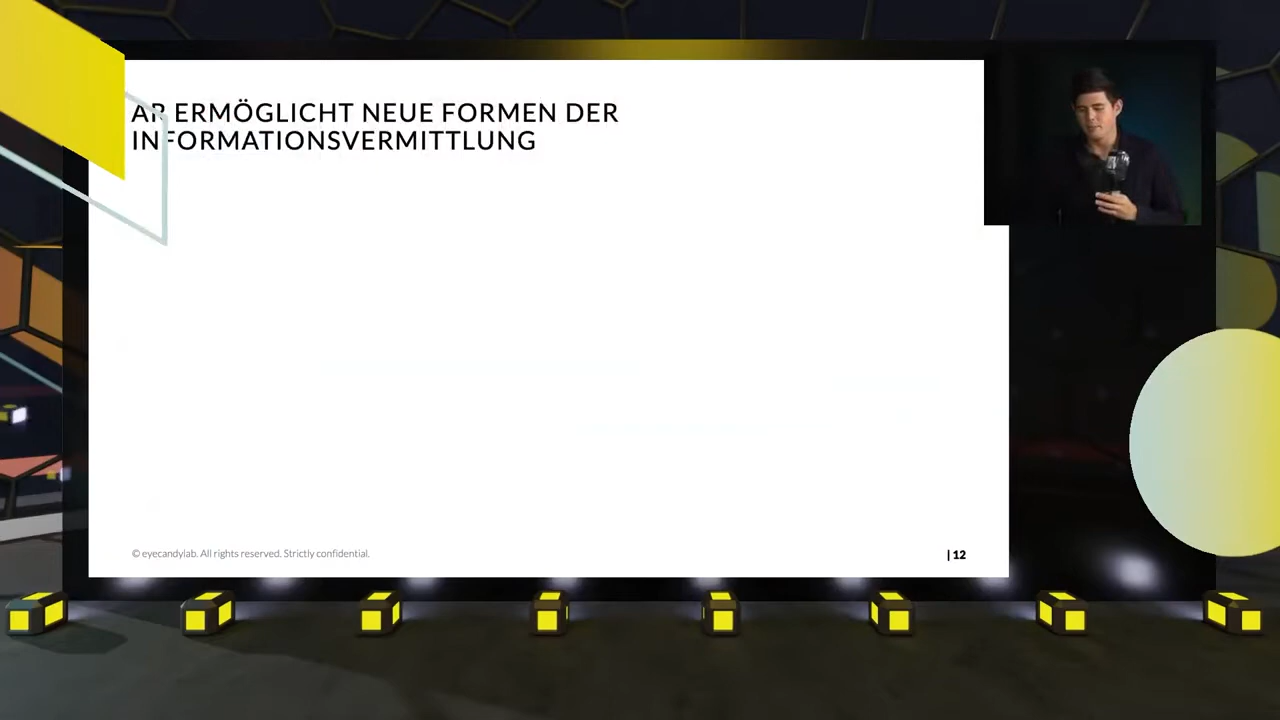 AR ERMÖGLICHT NEUE FORMEN DER
INFORMATIONSVERMITTLUNG
© eyecandylab. All rights reserved. Strictly confidential.
| 12